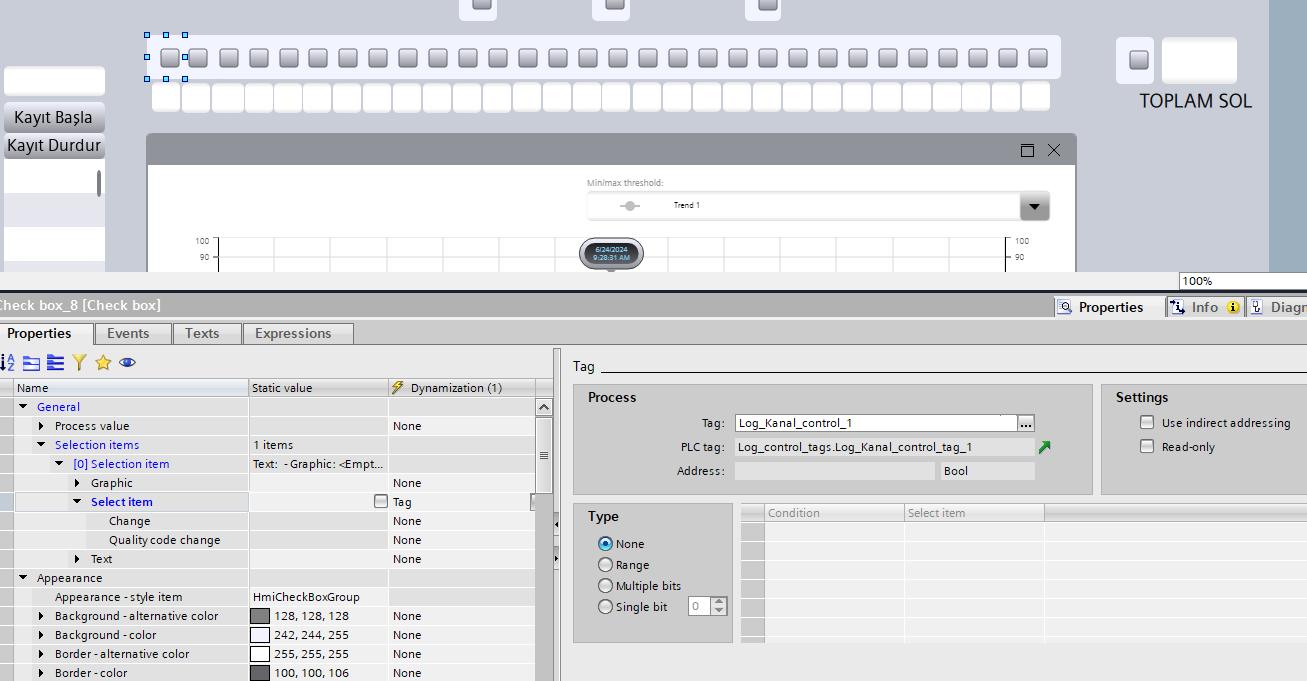 TOPLAM SOL
Kayıt Başla
Kayıt Durdur
Min/max threshold:
Trend 1
100
90
6/24/2024
9:28:31 AM
100
90
100%
Check box_8 [Check box]
Properties
Info
Diagn
Properties
Events
Texts
Expressions
Name
Static value
Dynamization (1)
General
Process value
None
Selection items
1 items
[0] Selection item
Text:  - Graphic: <Empt...
Graphic
None
Select item
Tag
Change
None
Quality code change
None
Text
None
Appearance
Appearance - style item
HmiCheckBoxGroup
Background - alternative color
128, 128, 128
None
Background - color
242, 244, 255
None
Border - alternative color
255, 255, 255
None
Border - color
100, 100, 106
None
Tag
Process
Tag:
Log_Kanal_control_1
...
PLC tag:
Log_control_tags.Log_Kanal_control_tag_1
Address:
Bool
Settings
Use indirect addressing
Read-only
Type
None
Range
Multiple bits
Single bit
0
Condition
Select item